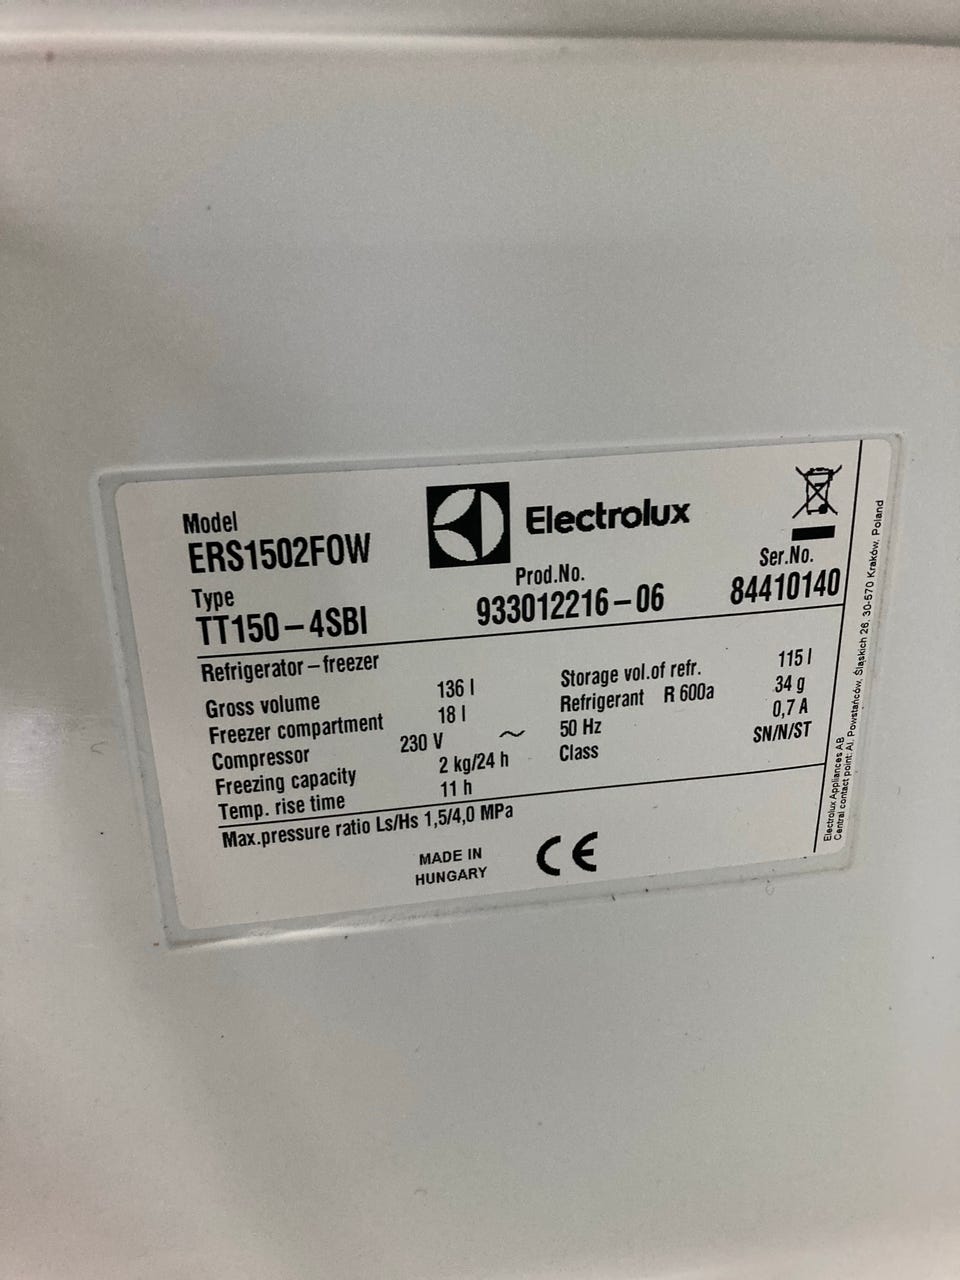 Electrolux
Model
ERS1502FOW
Type
TT150-4SBI
Prod.No.
933012216-06
Ser.No.
84410140
Refrigerator-freezer
Gross volume 136 l
Freezer compartment 18 l
Compressor 230 V ~
Freezing capacity 2 kg/24 h
Temp. rise time 11 h
Storage vol.of refr. 115 l
Refrigerant R 600a 34 g
50 Hz 0,7 A
Class SN/N/ST
Max.pressure ratio Ls/Hs 1,5/4,0 MPa
MADE IN
HUNGARY
CE
Electrolux Appliances AB
Central contact point: Al. Powstańców, Śląskich 26, 30-570 Kraków, Poland